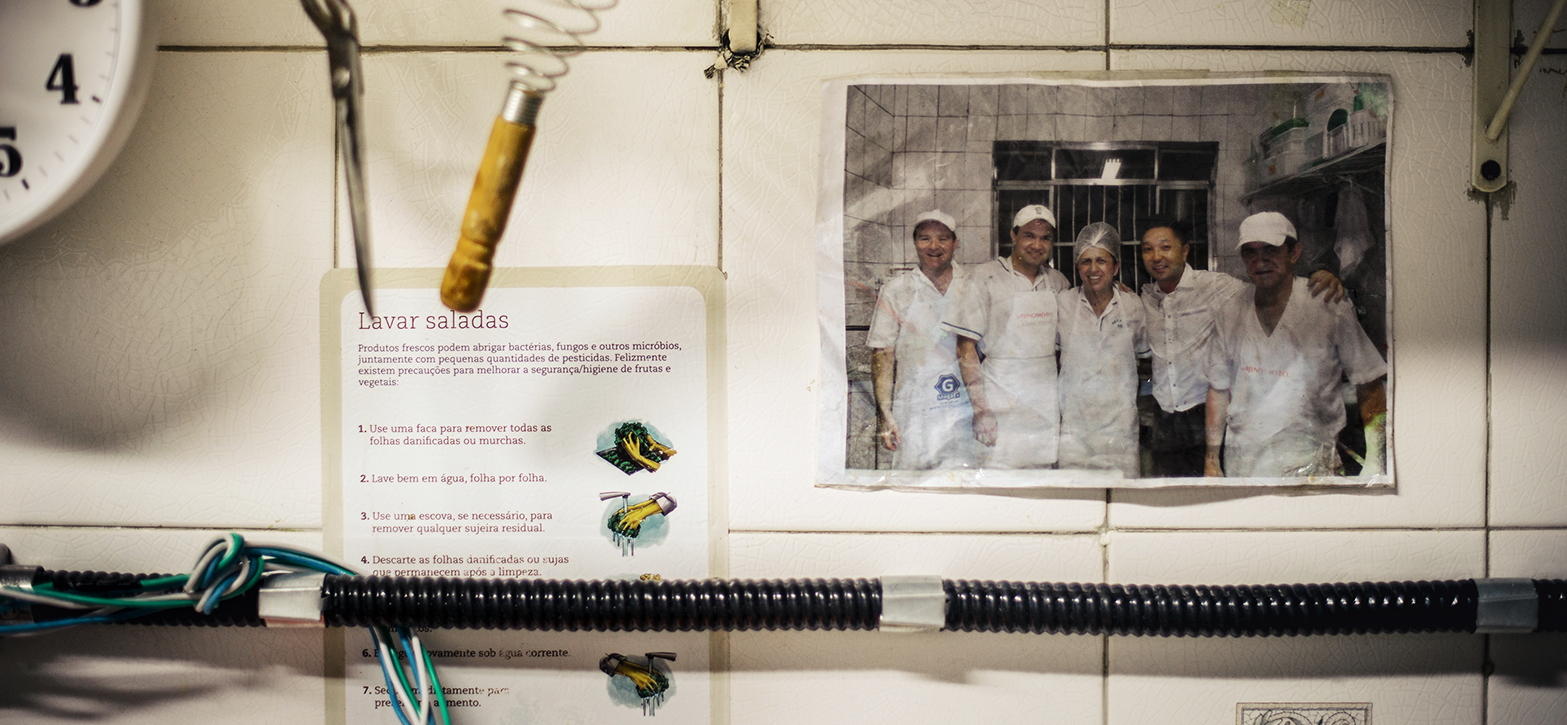 4
5
Lavar saladas
Produtos frescos podem abrigar bactérias, fungos e outros micróbios,
juntamente com pequenas quantidades de pesticidas. Felizmente
existem precauções para melhorar a segurança/higiene de frutas e
vegetais:
1. Use uma faca para remover todas as
folhas danificadas ou murchas.
2. Lave bem em água, folha por folha.
3. Use uma escova, se necessário, para
remover qualquer sujeira residual.
4. Descarte as folhas danificadas ou sujas
que permanecem após a limpeza.
6. sob água corrente.
7.
G